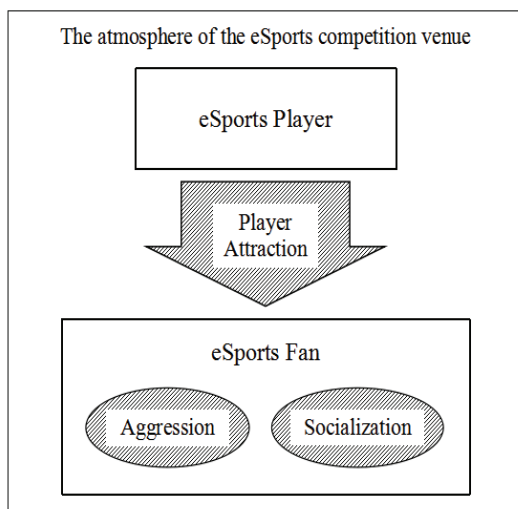 The atmosphere of the eSports competition venue
eSports Player
Player
Attraction
eSports Fan
Aggression
Socialization